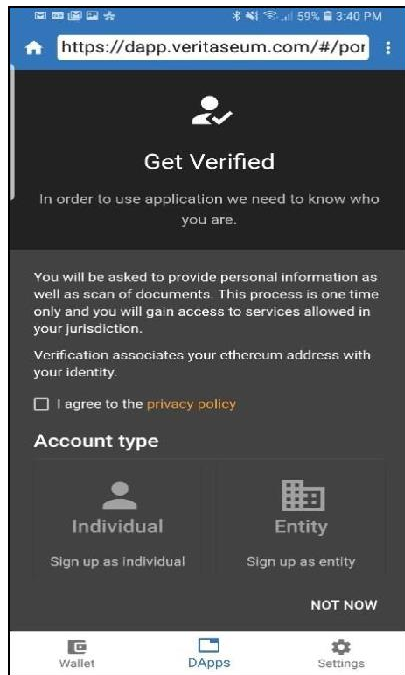 59% 3:40 PM
https://dapp.veritaseum.com/#/por
Get Verified
In order to use application we need to know who
you are.
You will be asked to provide personal information as
well as scan of documents. This process is one time
only and you will gain access to services allowed in
your jurisdiction.
Verification associates your ethereum address with
your identity.
I agree to the privacy policy
Account type
Individual
Entity
Sign up as individual
Sign up as entity
NOT NOW
Wallet
DApps
Settings